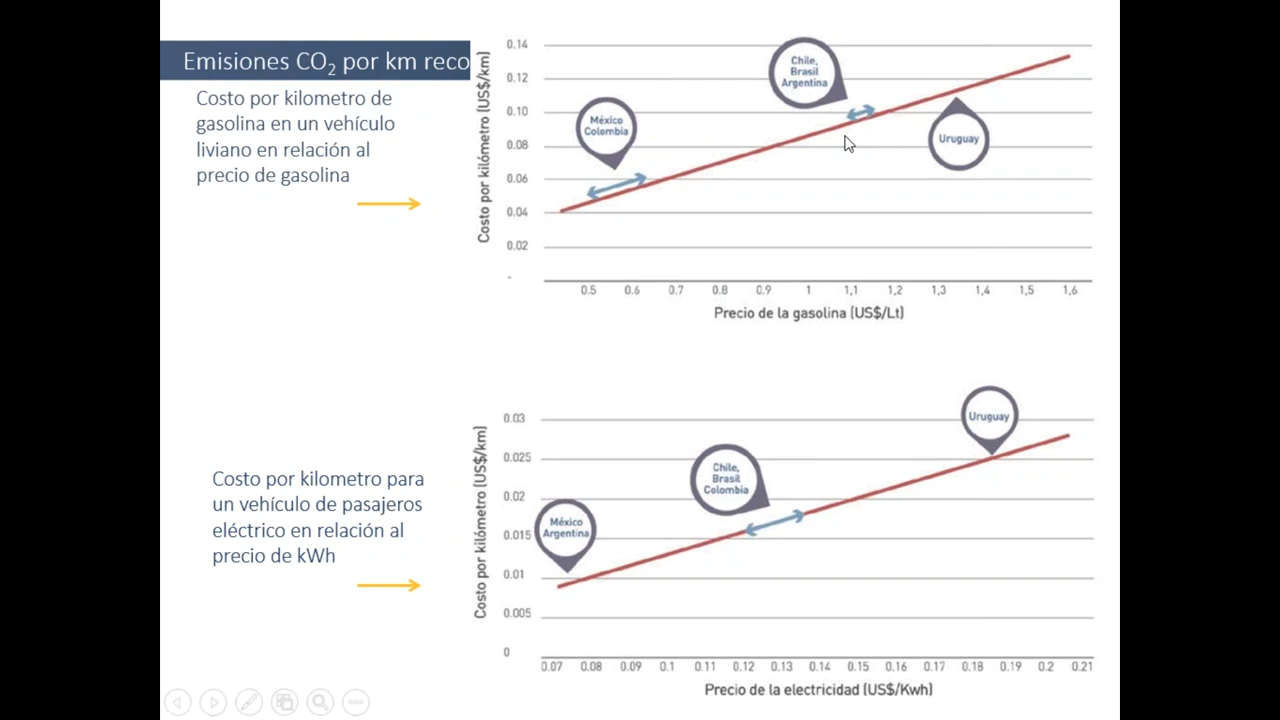 Emisiones CO₂ por km reco
Costo por kilometro de
gasolina en un vehículo
liviano en relación al
precio de gasolina
Costo por kilómetro (US$/km)
0.14
0.12
0.10
0.08
0.06
0.04
0.02
-
México
Colombia
Chile,
Brasil
Argentina
Uruguay
0.5 0.6 0.7 0.8 0.9 1 1,1 1,2 1,3 1,4 1,5 1,6
Precio de la gasolina (US$/Lt)
Costo por kilometro para
un vehículo de pasajeros
eléctrico en relación al
precio de kWh
Costo por kilómetro (US$/km)
0.03
0.025
0.02
0.015
0.01
0.005
0
México
Argentina
Chile,
Brasil
Colombia
Uruguay
0.07 0.08 0.09 0.1 0.11 0.12 0.13 0.14 0.15 0.16 0.17 0.18 0.19 0.2 0.21
Precio de la electricidad (US$/Kwh)